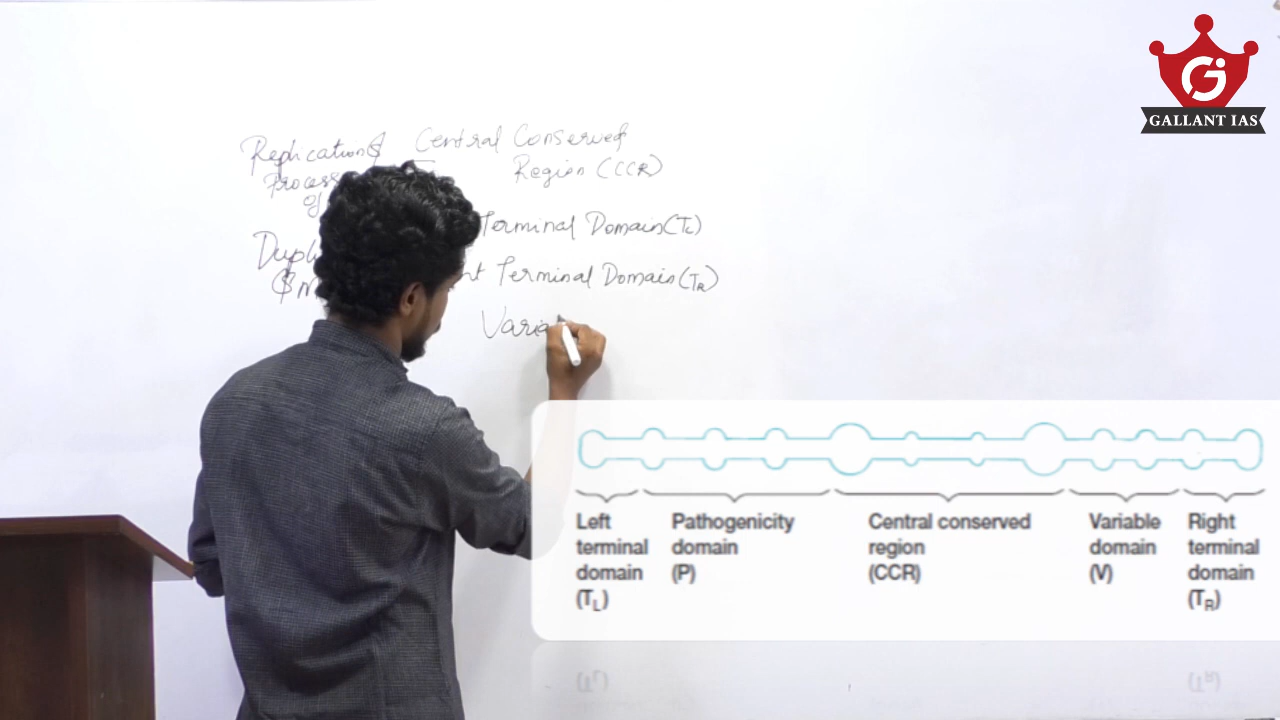 GALLANT IAS
Replication
Central Conserved
Region (CCR)
Process
of
Terminal Domain (TL)
Terminal Domain (TR)
Left
terminal
domain
(TL)
Pathogenicity
domain
(P)
Central conserved
region
(CCR)
Variable
domain
(V)
Right
terminal
domain
(TR)